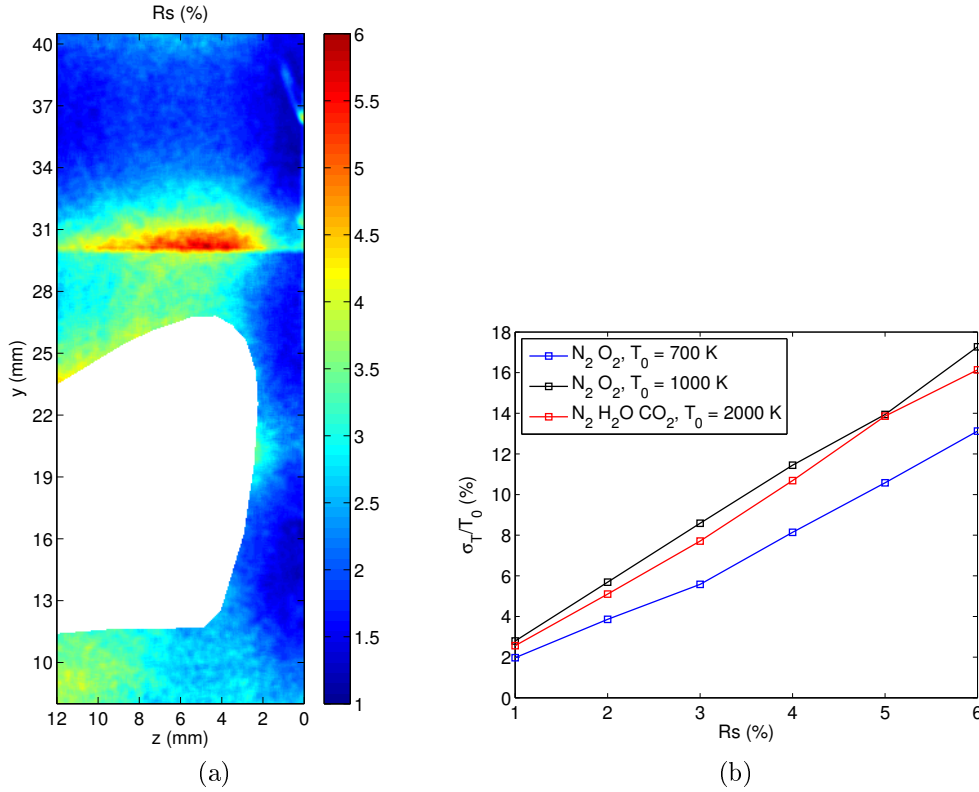 Rs (%)
40
37
34
31
28
25
22
19
16
13
10
y (mm)
12 10 8 6 4 2 0
z (mm)
6
5.5
5
4.5
4
3.5
3
2.5
2
1.5
1
(a)
18
16
14
12
10
8
6
4
2
0
σT/T0 (%)
N2 O2, T0 = 700 K
N2 O2, T0 = 1000 K
N2 H2O CO2, T0 = 2000 K
1 2 3 4 5 6
Rs (%)
(b)